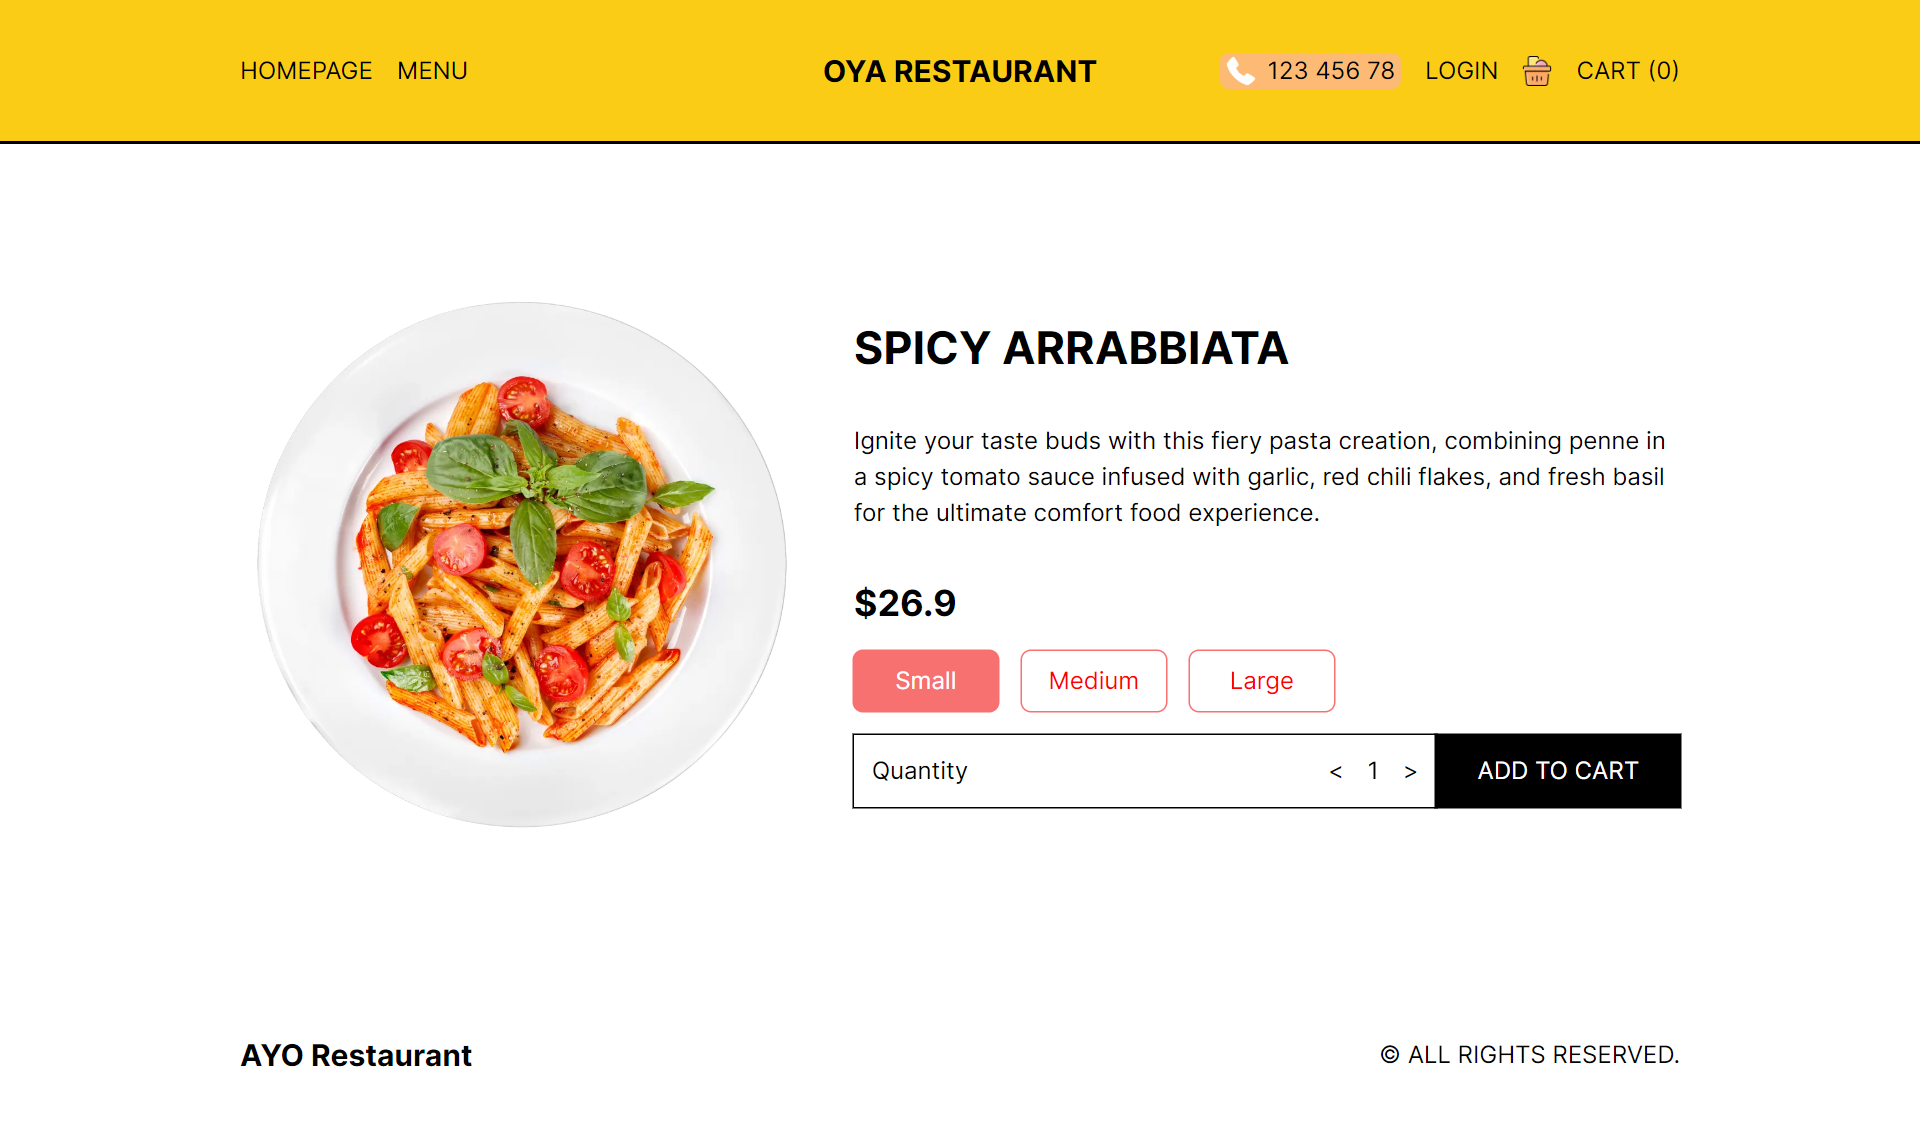 HOMEPAGE MENU OYA RESTAURANT 123 456 78 LOGIN CART (0)
SPICY ARRABBIATA
Ignite your taste buds with this fiery pasta creation, combining penne in
a spicy tomato sauce infused with garlic, red chili flakes, and fresh basil
for the ultimate comfort food experience.
$26.9
Small Medium Large
Quantity < 1 > ADD TO CART
AYO Restaurant © ALL RIGHTS RESERVED.